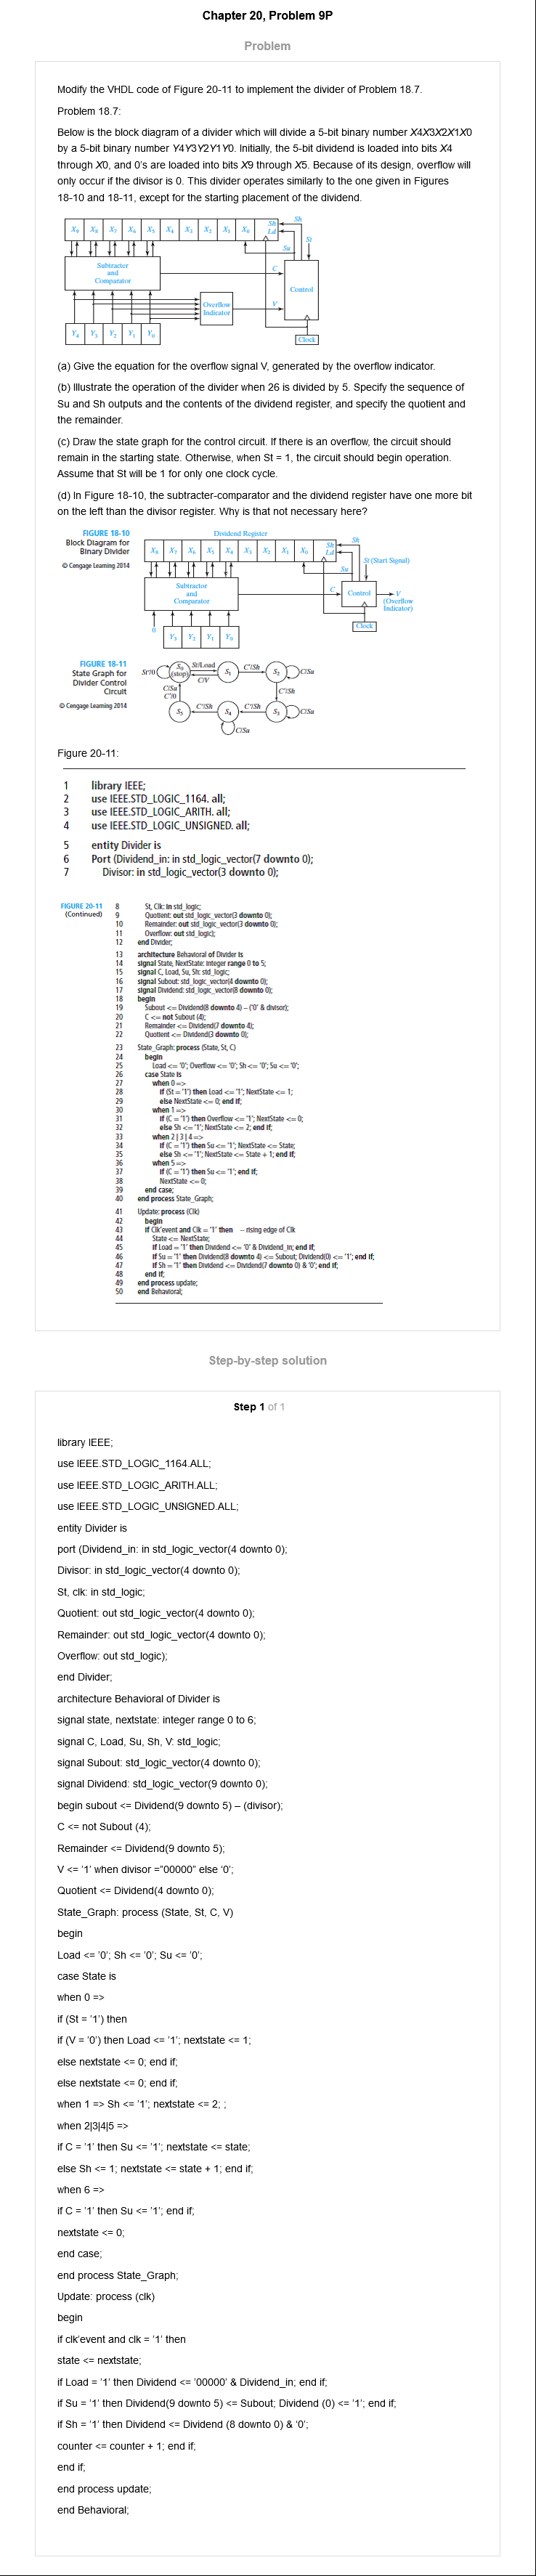 Chapter 20, Problem 9P
Problem
Modify the VHDL code of Figure 20-11 to implement the divider of Problem 18.7.
Problem 18.7:
Below is the block diagram of a divider which will divide a 5-bit binary number X4X3X2X1X0
by a 5-bit binary number Y4Y3Y2Y1Y0. Initially, the 5-bit dividend is loaded into bits X4
through X0, and 0's are loaded into bits X9 through X5. Because of its design, overflow will
only occur if the divisor is 0. This divider operates similarly to the one given in Figures
18-10 and 18-11, except for the starting placement of the dividend.
X9 X8 X7 X6 X5 X4 X3 X2 X1 X0
Sh
Ld
Sh
St
Su
Subtractor
and
Comparator
C
Control
Overflow
Indicator
V
Y4 Y3 Y2 Y1 Y0
Clock
(a) Give the equation for the overflow signal V, generated by the overflow indicator.
(b) Illustrate the operation of the divider when 26 is divided by 5. Specify the sequence of
Su and Sh outputs and the contents of the dividend register, and specify the quotient and
the remainder.
(c) Draw the state graph for the control circuit. If there is an overflow, the circuit should
remain in the starting state. Otherwise, when St = 1, the circuit should begin operation.
Assume that St will be 1 for only one clock cycle.
(d) In Figure 18-10, the subtracter-comparator and the dividend register have one more bit
on the left than the divisor register. Why is that not necessary here?
FIGURE 18-10
Block Diagram for
Binary Divider
© Cengage Learning 2014
Dividend Register
X8 X7 X6 X5 X4 X3 X2 X1 X0
Sh
Ld
Sh
St (Start Signal)
Su
Subtractor
and
Comparator
C
Control
V
(Overflow
Indicator)
0
Y3 Y2 Y1 Y0
Clock
FIGURE 18-11
State Graph for
Divider Control
Circuit
© Cengage Learning 2014
St'/0
S0
(stop)
St/Load
C/V
S1
C'/Sh
S2
C/Su
C/Su
C'/0
C'/Sh
S5
C'/Sh
S4
C'/Sh
S3
C/Su
C/Su
Figure 20-11:
1 library IEEE;
2 use IEEE.STD_LOGIC_1164. all;
3 use IEEE.STD_LOGIC_ARITH. all;
4 use IEEE.STD_LOGIC_UNSIGNED. all;
5 entity Divider is
6 Port (Dividend_in: in std_logic_vector(7 downto 0);
7 Divisor: in std_logic_vector(3 downto 0);
FIGURE 20-11
(Continued)
8 St, Clk: in std_logic;
9 Quotient: out std_logic_vector(3 downto 0);
10 Remainder: out std_logic_vector(3 downto 0);
11 Overflow: out std_logic);
12 end Divider;
13 architecture Behavioral of Divider is
14 signal State, NextState: integer range 0 to 5;
15 signal C, Load, Su, Sh: std_logic;
16 signal Subout: std_logic_vector(4 downto 0);
17 signal Dividend: std_logic_vector(8 downto 0);
18 begin
19 Subout <= Dividend(8 downto 4) – ('0' & divisor);
20 C <= not Subout (4);
21 Remainder <= Dividend(7 downto 4);
22 Quotient <= Dividend(3 downto 0);
23 State_Graph: process (State, St, C)
24 begin
25 Load <= '0'; Overflow <= '0'; Sh <= '0'; Su <= '0';
26 case State is
27 when 0 =>
28 if (St = '1') then Load <= '1'; NextState <= 1;
29 else NextState <= 0; end if;
30 when 1 =>
31 if (C = '1') then Overflow <= '1'; NextState <= 0;
32 else Sh <= '1'; NextState <= 2; end if;
33 when 2 | 3 | 4 =>
34 if (C = '1') then Su <= '1'; NextState <= State;
35 else Sh <= '1'; NextState <= State + 1; end if;
36 when 5 =>
37 if (C = '1') then Su <= '1'; end if;
38 NextState <= 0;
39 end case;
40 end process State_Graph;
41 Update: process (Clk)
42 begin
43 if Clk'event and Clk = '1' then -- rising edge of Clk
44 State <= NextState;
45 if Load = '1' then Dividend <= '0' & Dividend_in; end if;
46 if Su = '1' then Dividend(8 downto 4) <= Subout; Dividend(0) <= '1'; end if;
47 if Sh = '1' then Dividend <= Dividend(7 downto 0) & '0'; end if;
48 end if;
49 end process update;
50 end Behavioral;
Step-by-step solution
Step 1 of 1
library IEEE;
use IEEE.STD_LOGIC_1164.ALL;
use IEEE.STD_LOGIC_ARITH.ALL;
use IEEE.STD_LOGIC_UNSIGNED.ALL;
entity Divider is
port (Dividend_in: in std_logic_vector(4 downto 0);
Divisor: in std_logic_vector(4 downto 0);
St, clk: in std_logic;
Quotient: out std_logic_vector(4 downto 0);
Remainder: out std_logic_vector(4 downto 0);
Overflow: out std_logic);
end Divider;
architecture Behavioral of Divider is
signal state, nextstate: integer range 0 to 6;
signal C, Load, Su, Sh, V: std_logic;
signal Subout: std_logic_vector(4 downto 0);
signal Dividend: std_logic_vector(9 downto 0);
begin subout <= Dividend(9 downto 5) – (divisor);
C <= not Subout (4);
Remainder <= Dividend(9 downto 5);
V <= '1' when divisor ="00000" else '0';
Quotient <= Dividend(4 downto 0);
State_Graph: process (State, St, C, V)
begin
Load <= '0'; Sh <= '0'; Su <= '0';
case State is
when 0 =>
if (St = '1') then
if (V = '0') then Load <= '1'; nextstate <= 1;
else nextstate <= 0; end if;
else nextstate <= 0; end if;
when 1 => Sh <= '1'; nextstate <= 2; ;
when 2|3|4|5 =>
if C = '1' then Su <= '1'; nextstate <= state;
else Sh <= 1; nextstate <= state + 1; end if;
when 6 =>
if C = '1' then Su <= '1'; end if;
nextstate <= 0;
end case;
end process State_Graph;
Update: process (clk)
begin
if clk'event and clk = '1' then
state <= nextstate;
if Load = '1' then Dividend <= '00000' & Dividend_in; end if;
if Su = '1' then Dividend(9 downto 5) <= Subout; Dividend (0) <= '1'; end if;
if Sh = '1' then Dividend <= Dividend (8 downto 0) & '0';
counter <= counter + 1; end if;
end if;
end process update;
end Behavioral;